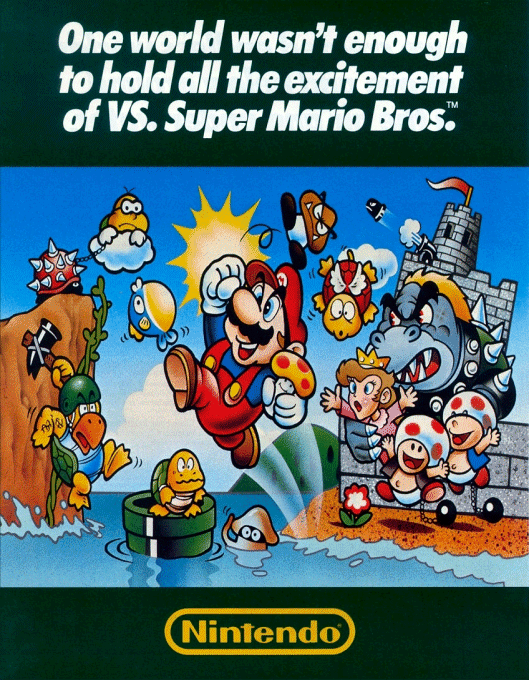 One world wasn't enough
to hold all the excitement
of VS. Super Mario Bros.™
Nintendo®